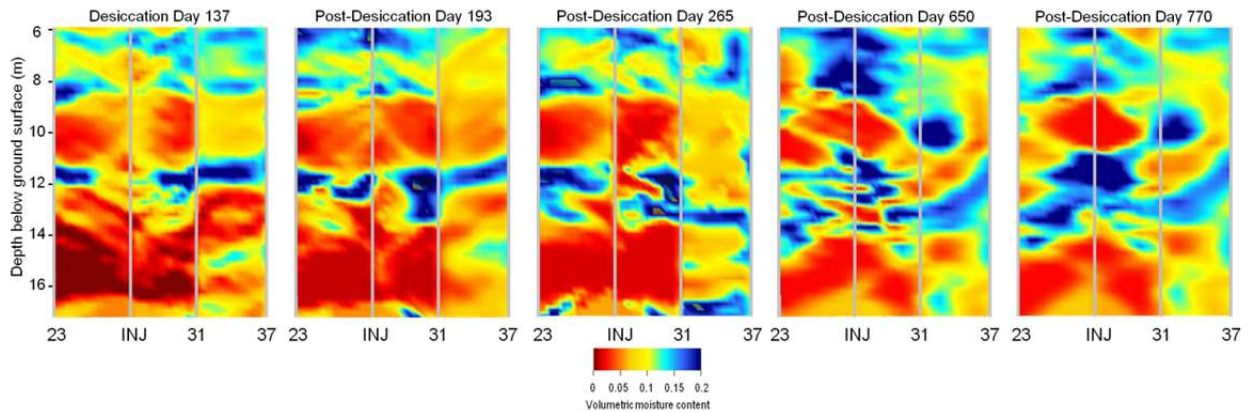 Desiccation Day 137
Post-Desiccation Day 193
Post-Desiccation Day 265
Post-Desiccation Day 650
Post-Desiccation Day 770
Depth below ground surface (m)
6
8
10
12
14
16
23 INJ 31 37
23 INJ 31 37
23 INJ 31 37
23 INJ 31 37
23 INJ 31 37
0 0.05 0.1 0.15 0.2
Volumetric moisture content